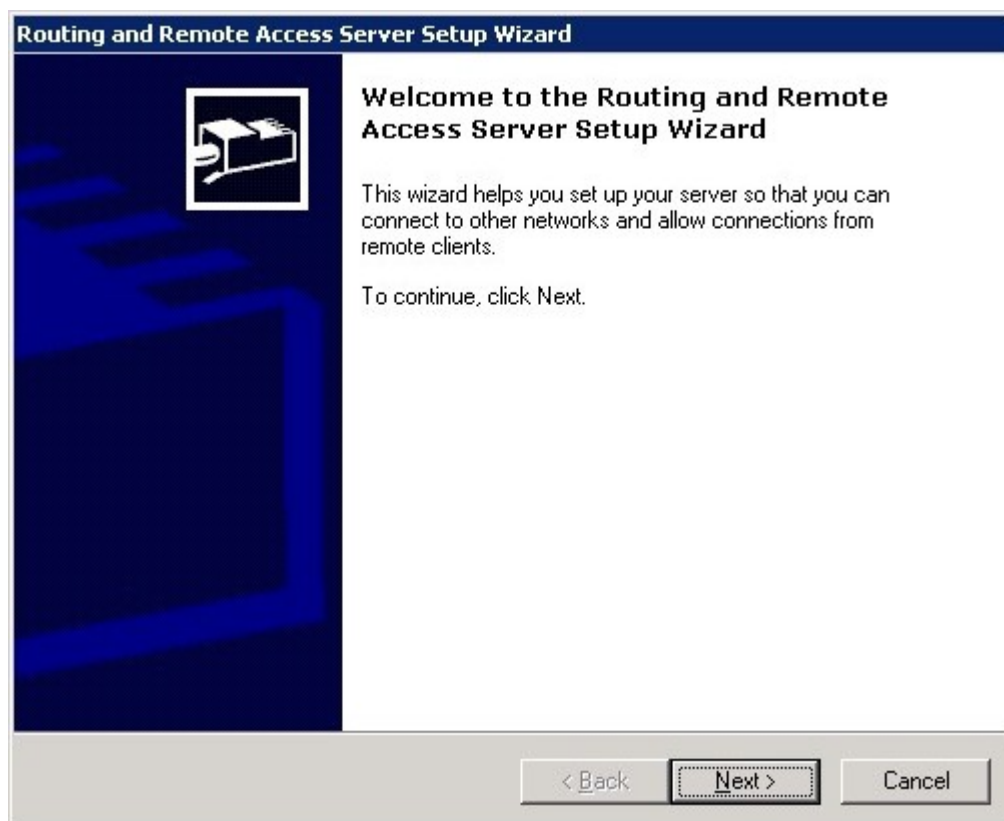 Routing and Remote Access Server Setup Wizard
Welcome to the Routing and Remote
Access Server Setup Wizard
This wizard helps you set up your server so that you can
connect to other networks and allow connections from
remote clients.
To continue, click Next.
< Back Next > Cancel